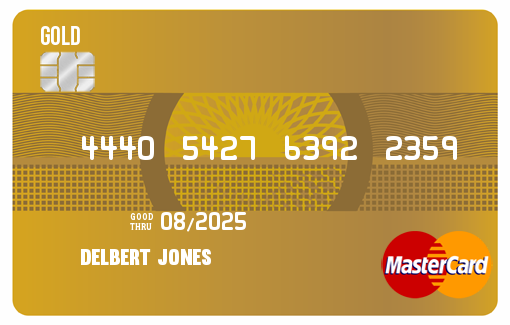 GOLD
4440 5427 6392 2359
GOOD THRU 08/2025
DELBERT JONES
MasterCard